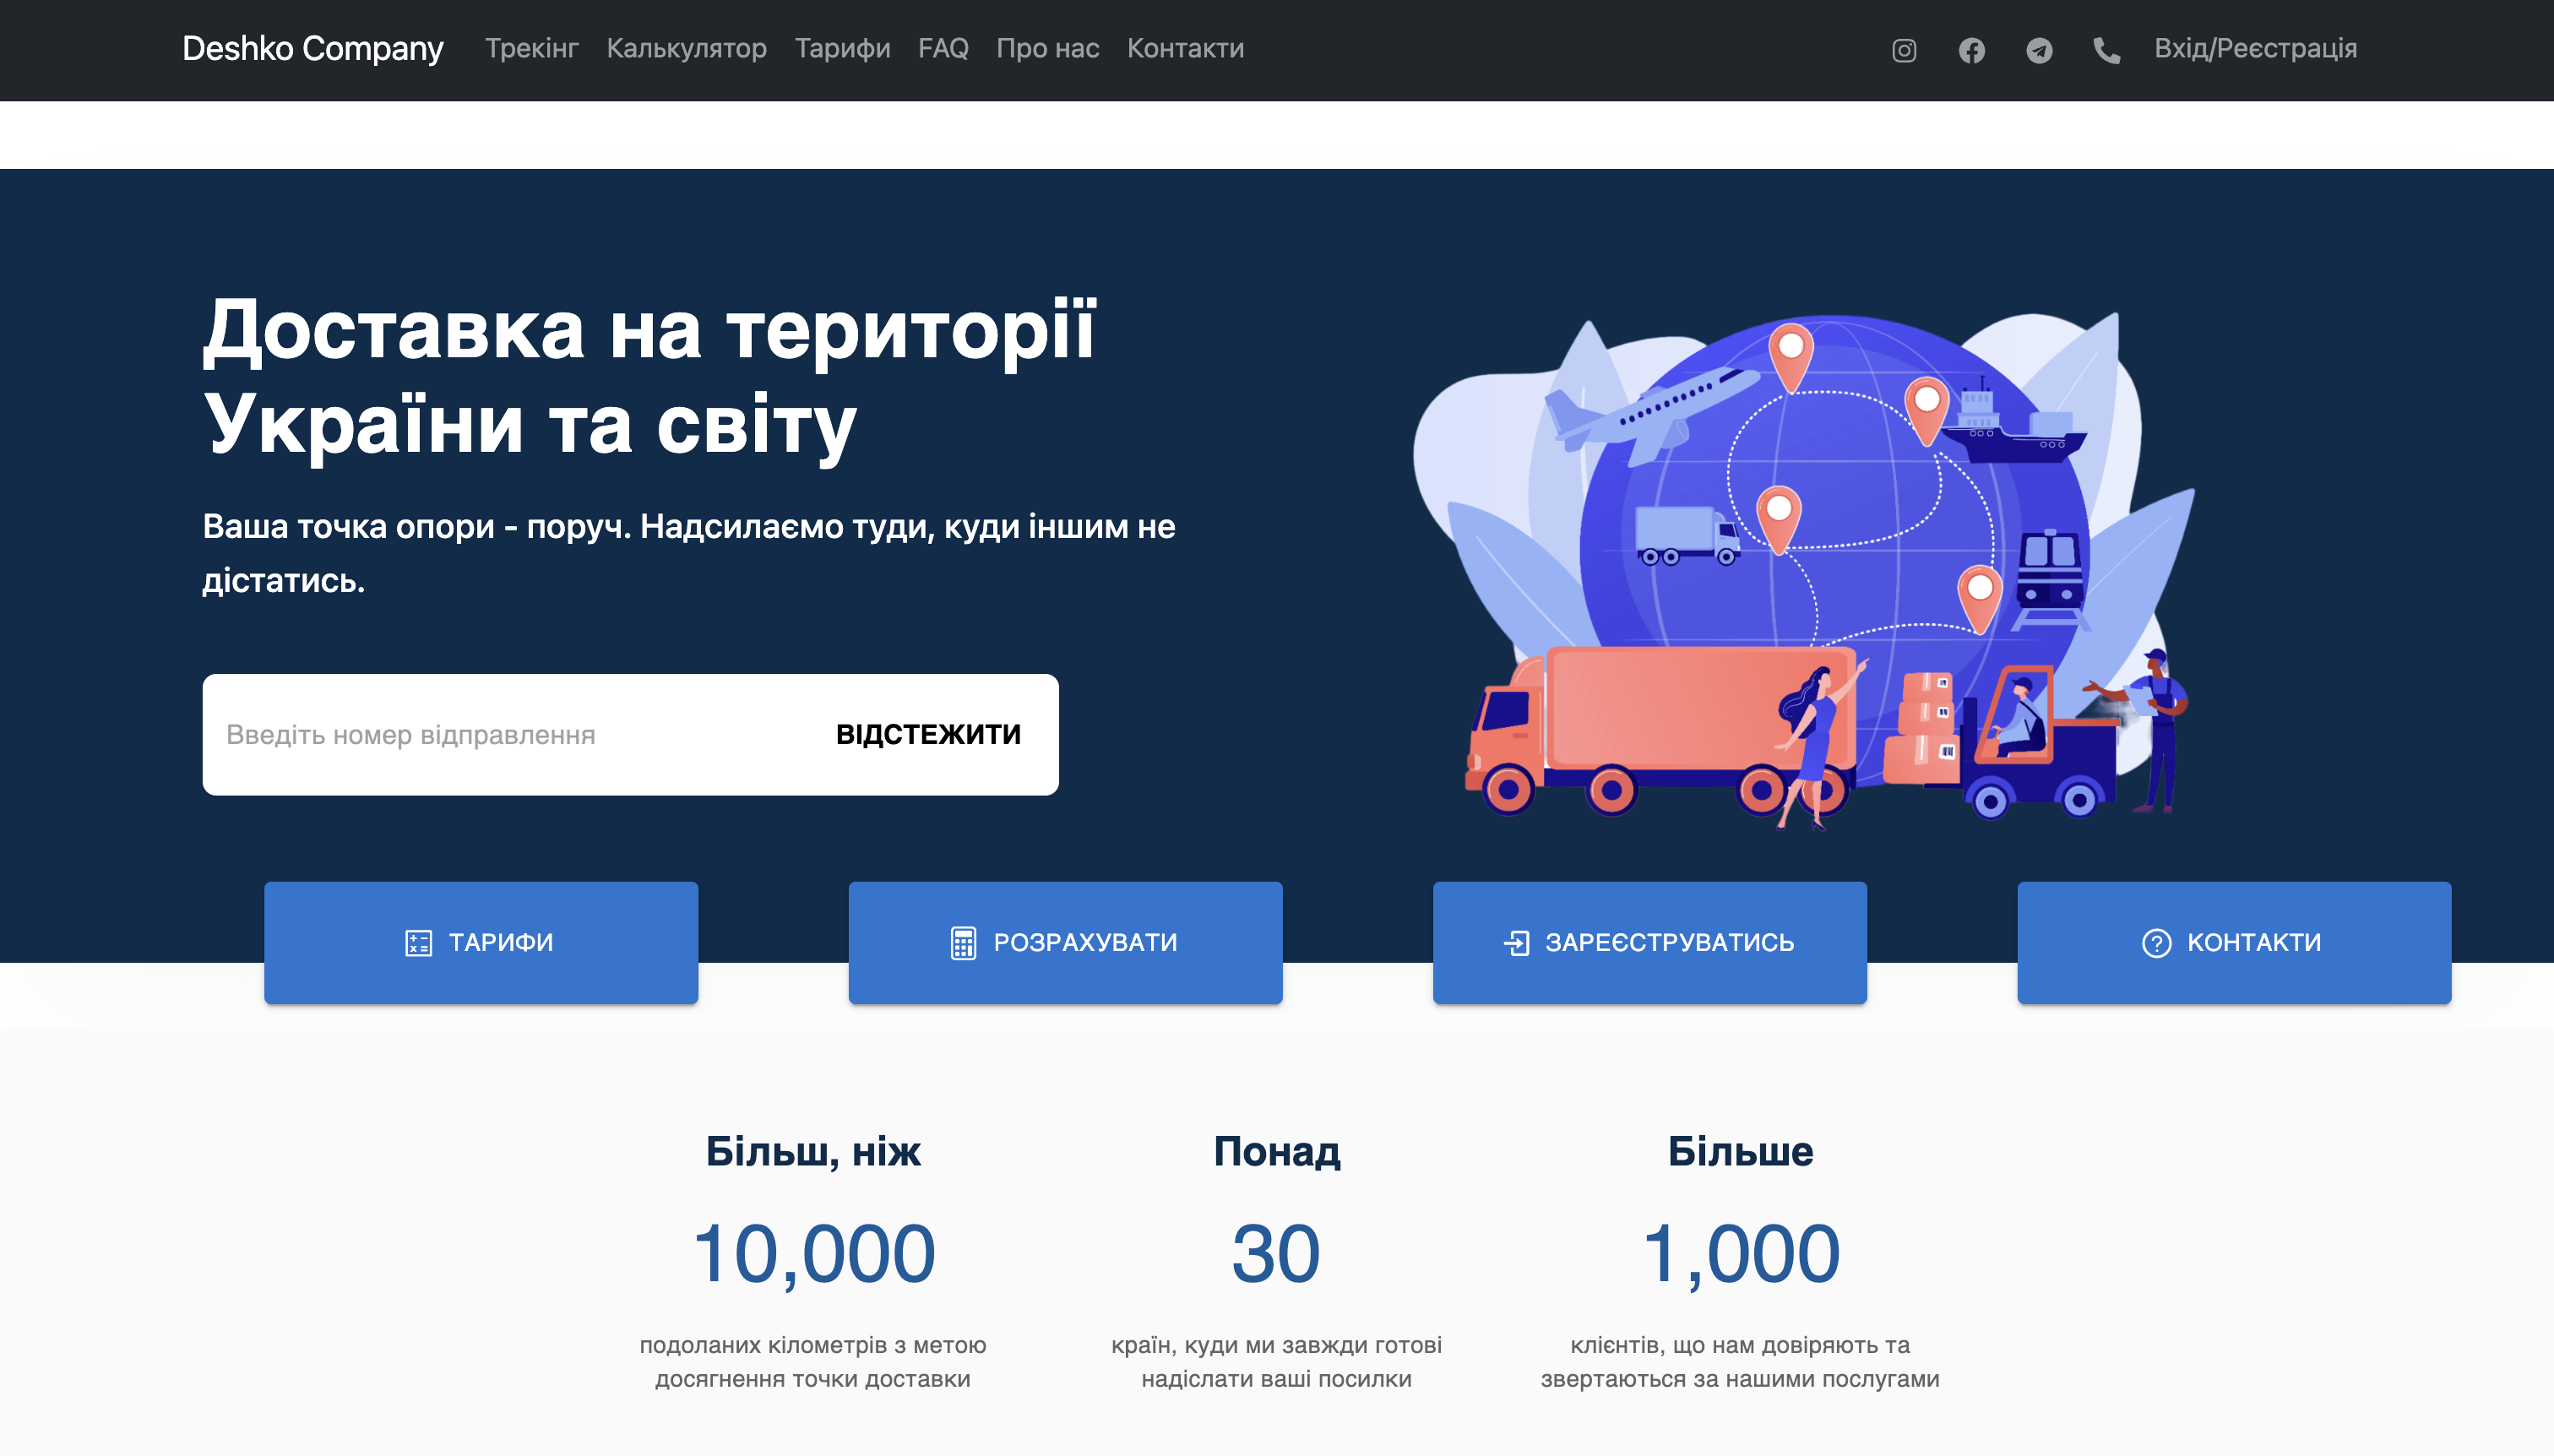 Deshko Company
Трекінг
Калькулятор
Тарифи
FAQ
Про нас
Контакти
Вхід/Реєстрація
Доставка на території
України та світу
Ваша точка опори - поруч. Надсилаємо туди, куди іншим не
дістатись.
Введіть номер відправлення
ВІДСТЕЖИТИ
ТАРИФИ
РОЗРАХУВАТИ
ЗАРЕЄСТРУВАТИСЬ
КОНТАКТИ
Більш, ніж
10,000
подоланих кілометрів з метою
досягнення точки доставки
Понад
30
країн, куди ми завжди готові
надіслати ваші посилки
Більше
1,000
клієнтів, що нам довіряють та
звертаються за нашими послугами